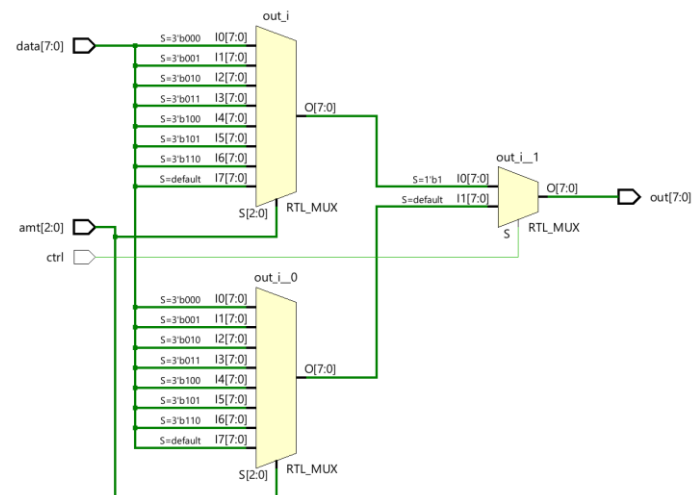 out_i
data[7:0]
S=3'b000 I0[7:0]
S=3'b001 I1[7:0]
S=3'b010 I2[7:0]
S=3'b011 I3[7:0]
S=3'b100 I4[7:0]
S=3'b101 I5[7:0]
S=3'b110 I6[7:0]
S=default I7[7:0]
O[7:0]
S[2:0] RTL_MUX
out_i__1
S=1'b1 I0[7:0]
S=default I1[7:0]
O[7:0]
out[7:0]
S RTL_MUX
amt[2:0]
ctrl
out_i__0
S=3'b000 I0[7:0]
S=3'b001 I1[7:0]
S=3'b010 I2[7:0]
S=3'b011 I3[7:0]
S=3'b100 I4[7:0]
S=3'b101 I5[7:0]
S=3'b110 I6[7:0]
S=default I7[7:0]
O[7:0]
S[2:0] RTL_MUX